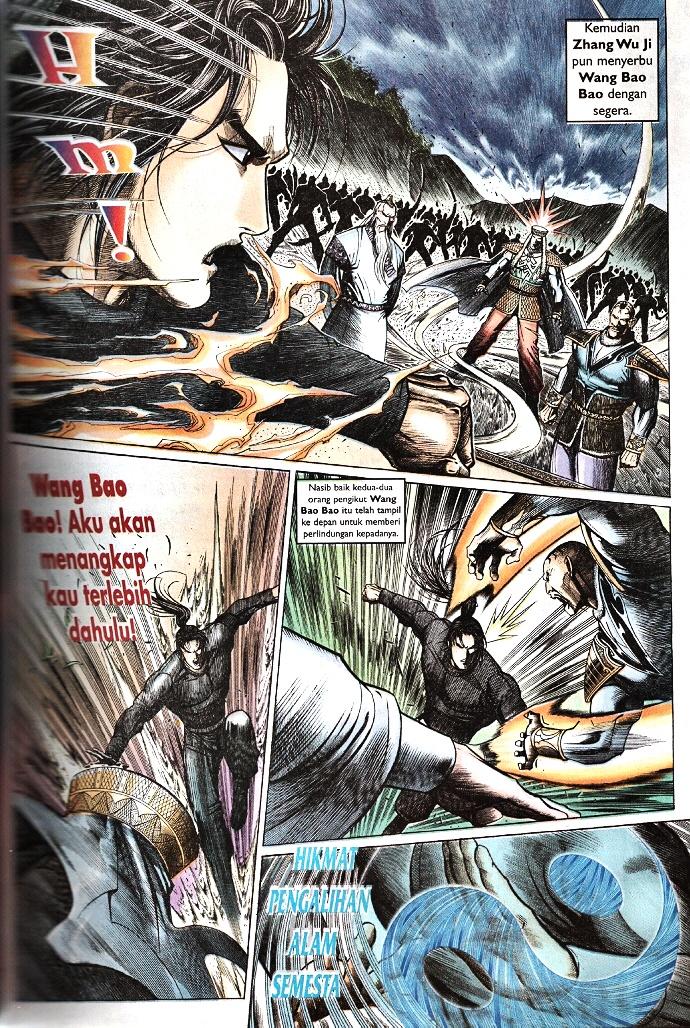 Hm!
Kemudian
Zhang Wu Ji
pun menyerbu
Wang Bao
Bao dengan
segera.
Wang Bao
Bao! Aku akan
menangkap
kau terlebih
dahulu!
Nasib baik kedua-dua
orang pengikut Wang
Bao Bao itu telah tampil
ke depan untuk memberi
perlindungan kepadanya.
HIKMAT
PENGALIHAN
ALAM
SEMESTA